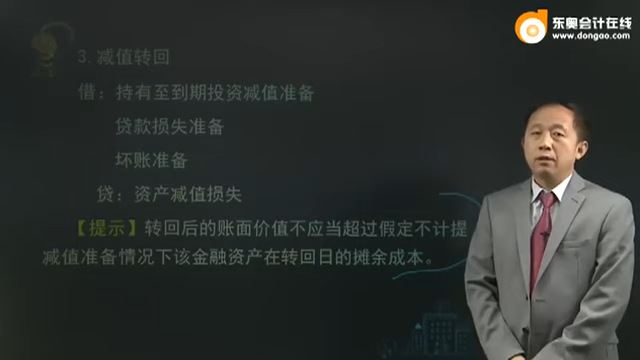 东奥会计在线
www.dongao.com
3.减值转回
借：持有至到期投资减值准备
贷款损失准备
坏账准备
贷：资产减值损失
【提示】转回后的账面价值不应当超过假定不计提
减值准备情况下该金融资产在转回日的摊余成本。